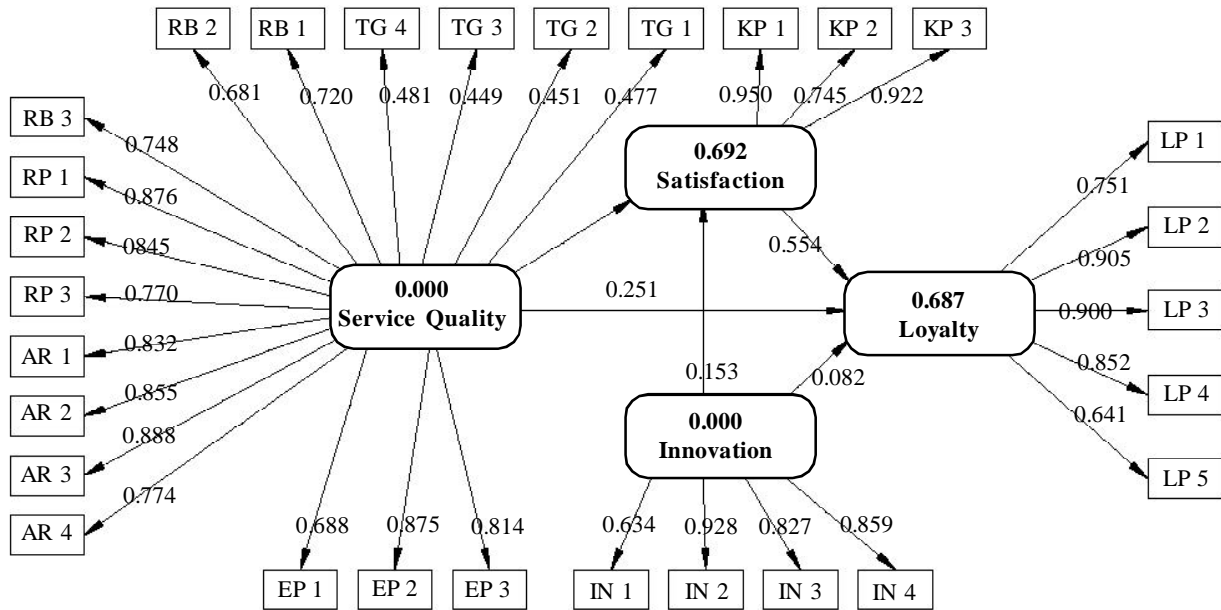 RB 2 RB 1 TG 4 TG 3 TG 2 TG 1 KP 1 KP 2 KP 3
0.681 0.720 0.481 0.449 0.451 0.477 0.950 0.745 0.922
RB 3
0.748
RP 1
0.876
RP 2
0845
RP 3
0.770
AR 1
0.832
AR 2
0.855
AR 3
0.888
AR 4
0.774
0.692
Satisfaction
0.554
0.000
Service Quality
0.251
0.687
Loyalty
0.153
0.082
0.000
Innovation
LP 1
0.751
LP 2
0.905
LP 3
0.900
LP 4
0.852
LP 5
0.641
0.688 0.875 0.814
EP 1 EP 2 EP 3
0.634 0.928 0.827 0.859
IN 1 IN 2 IN 3 IN 4